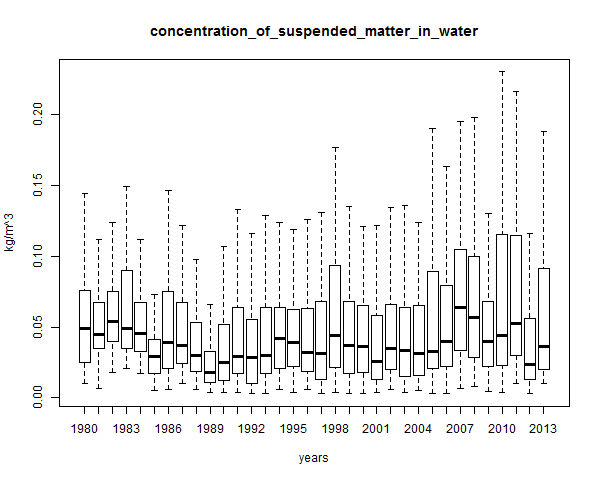 concentration_of_suspended_matter_in_water
kg/m^3
0.20
0.15
0.10
0.05
0.00
1980 1983 1986 1989 1992 1995 1998 2001 2004 2007 2010 2013
years